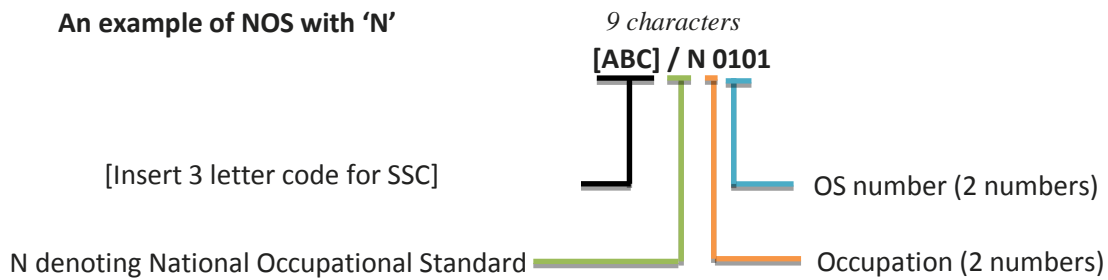 An example of NOS with ‘N’
9 characters
[ABC] / N 0101
[Insert 3 letter code for SSC]
OS number (2 numbers)
N denoting National Occupational Standard
Occupation (2 numbers)